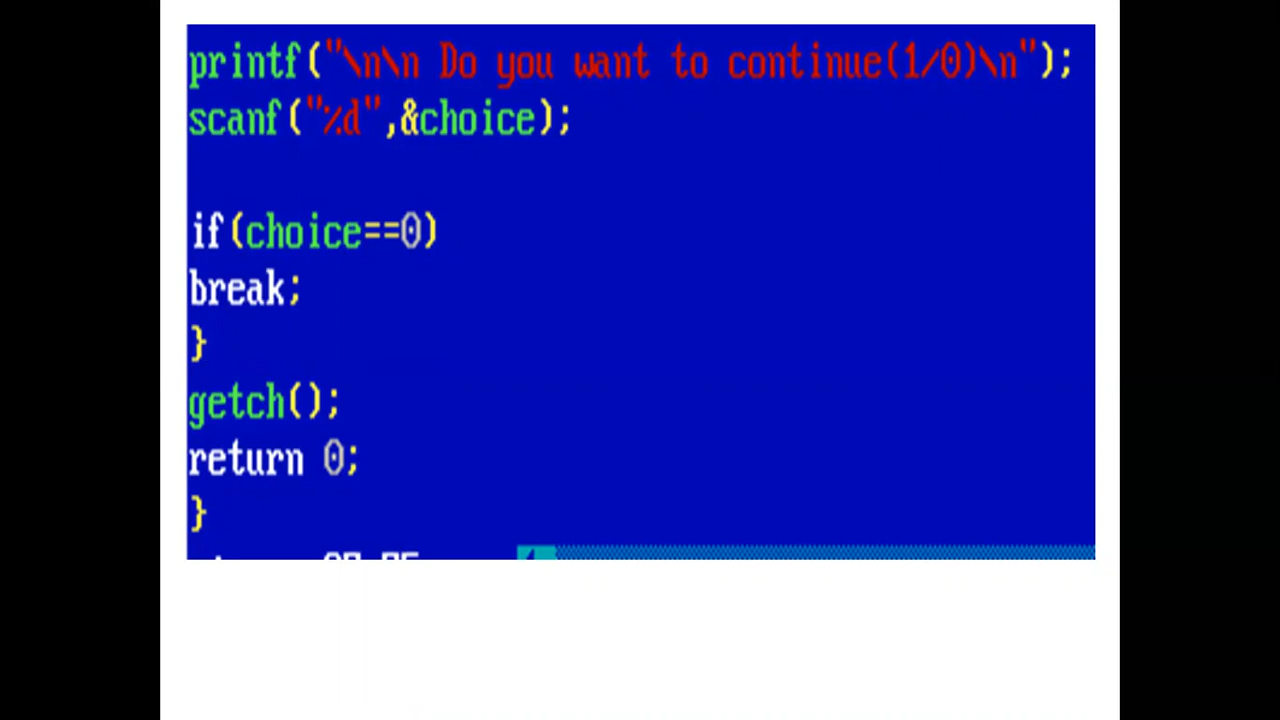 printf("\n\n Do you want to continue(1/0)\n");
scanf("%d",&choice);
if(choice==0)
break;
}
getch();
return 0;
}